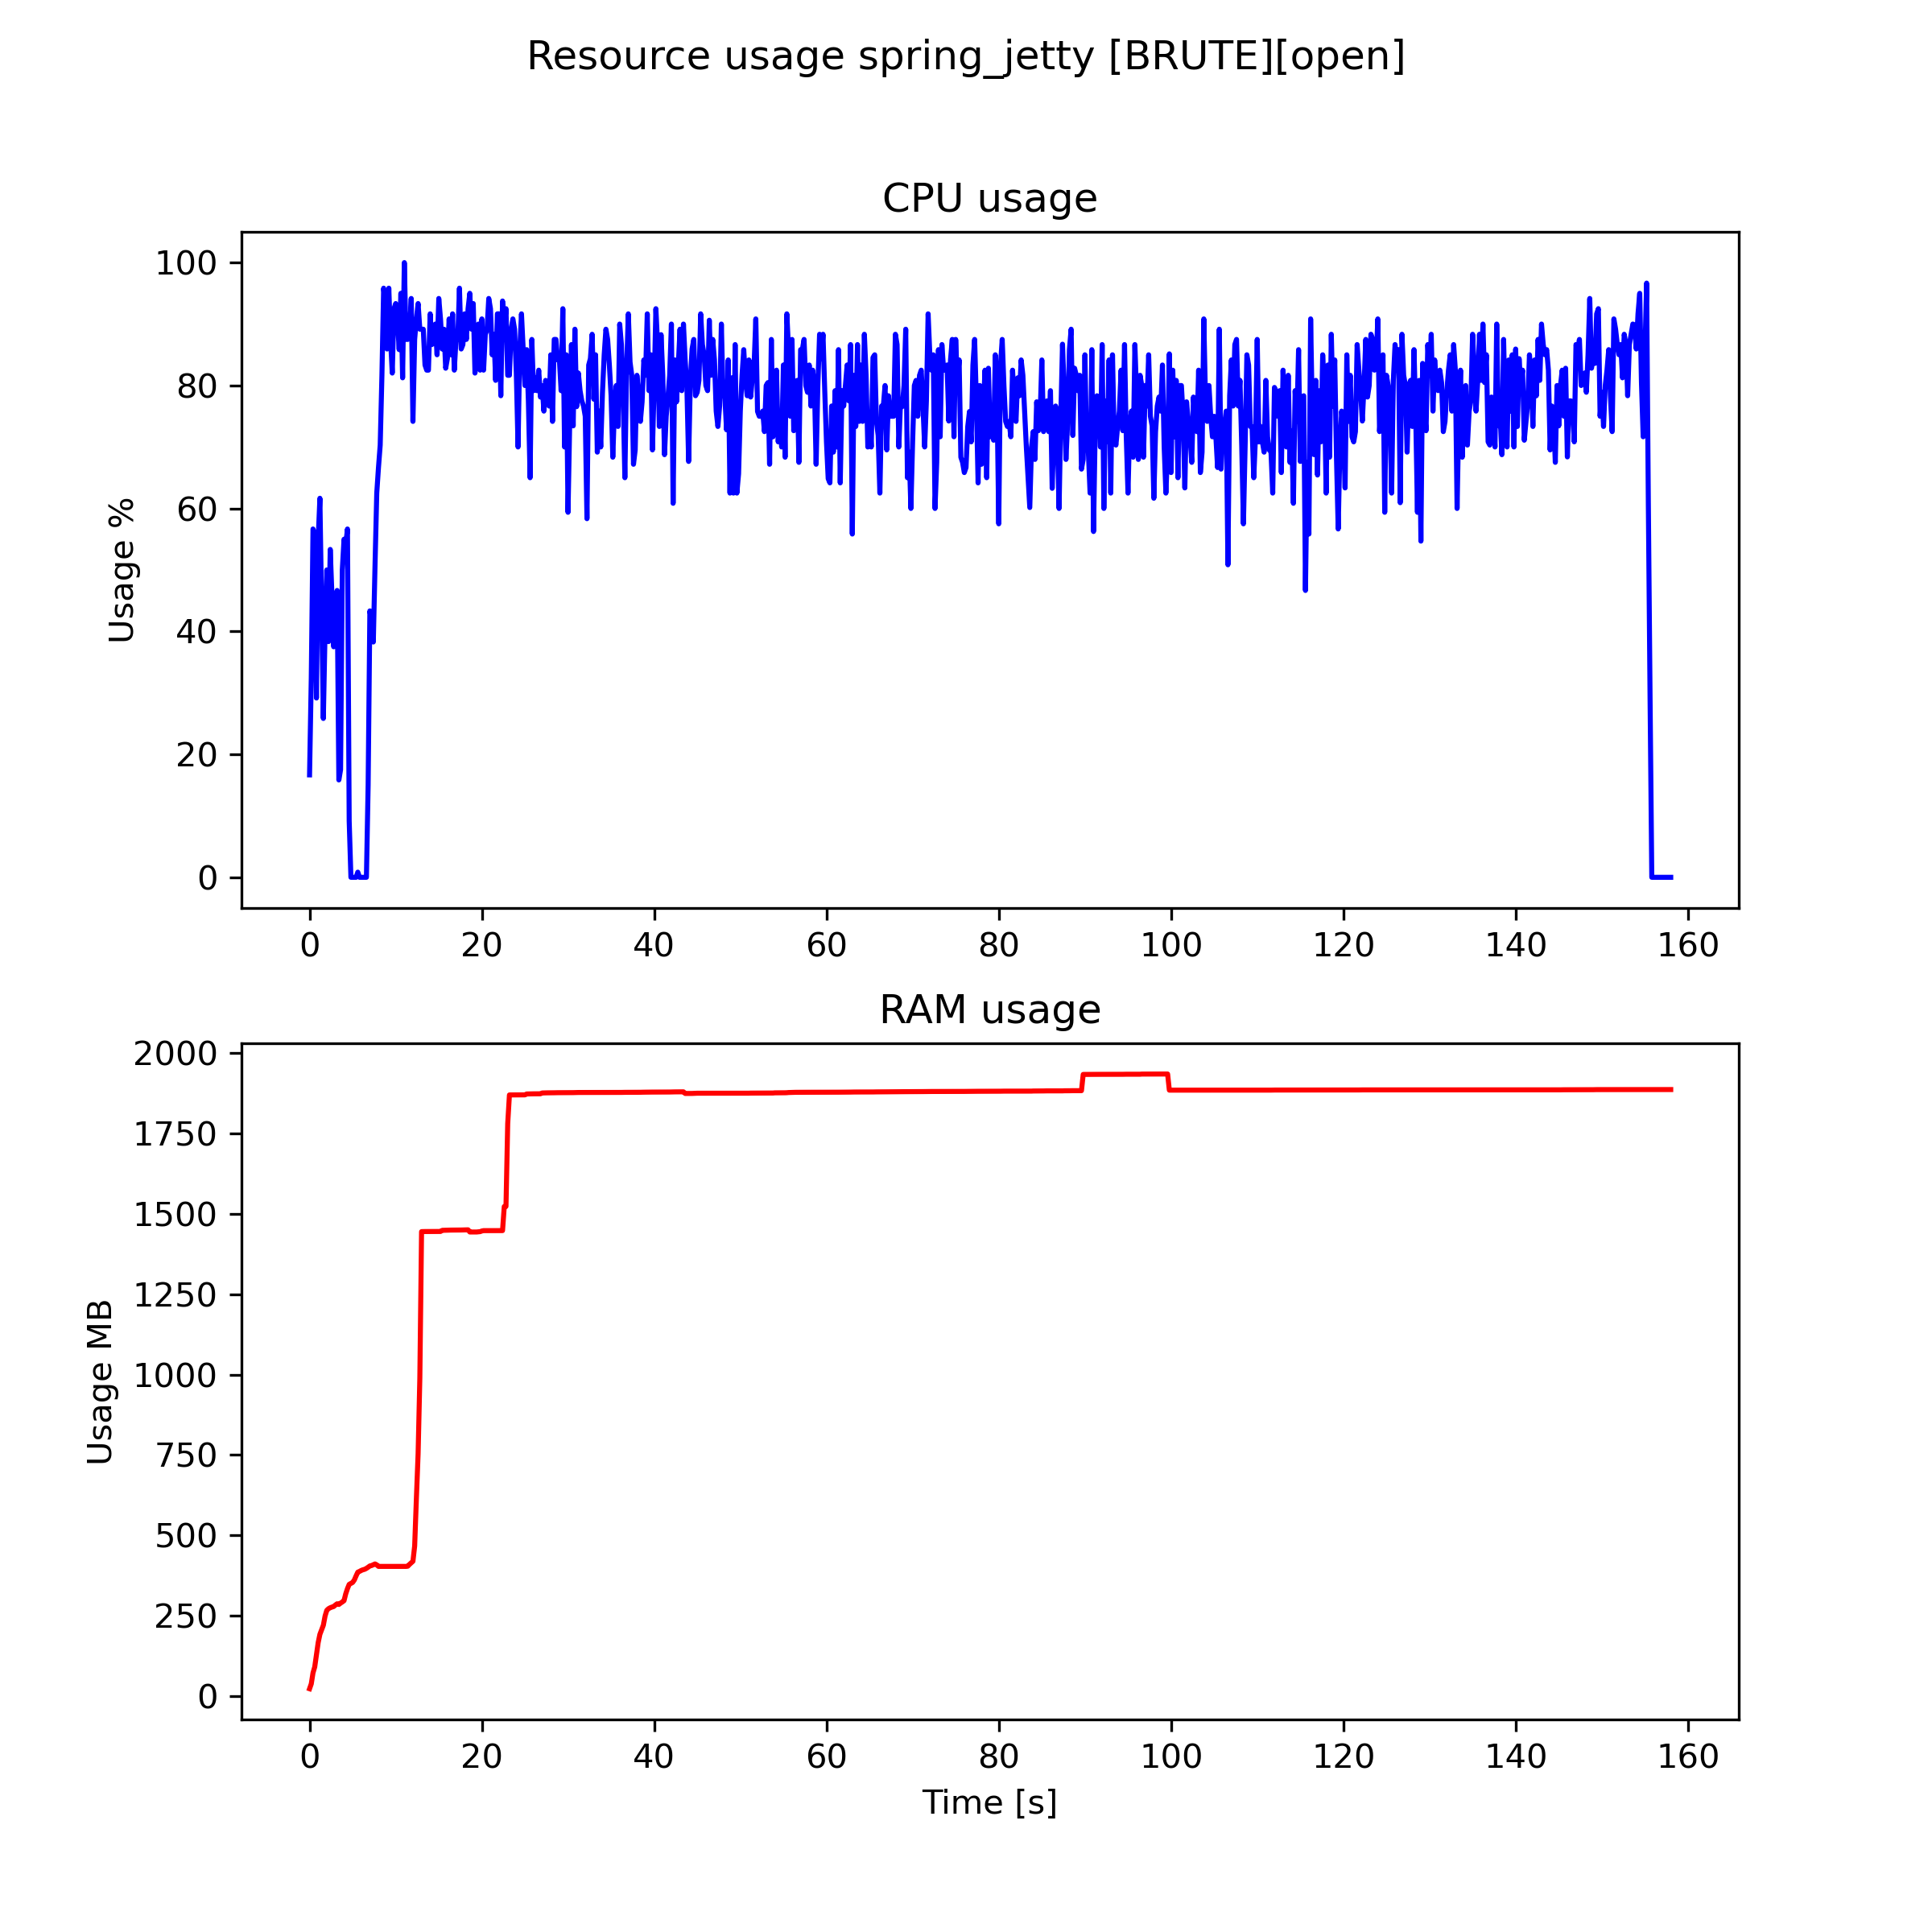 Resource usage spring_jetty [BRUTE][open]
CPU usage
Usage %
100
80
60
40
20
0
0 20 40 60 80 100 120 140 160
RAM usage
Usage MB
2000
1750
1500
1250
1000
750
500
250
0
0 20 40 60 80 100 120 140 160
Time [s]